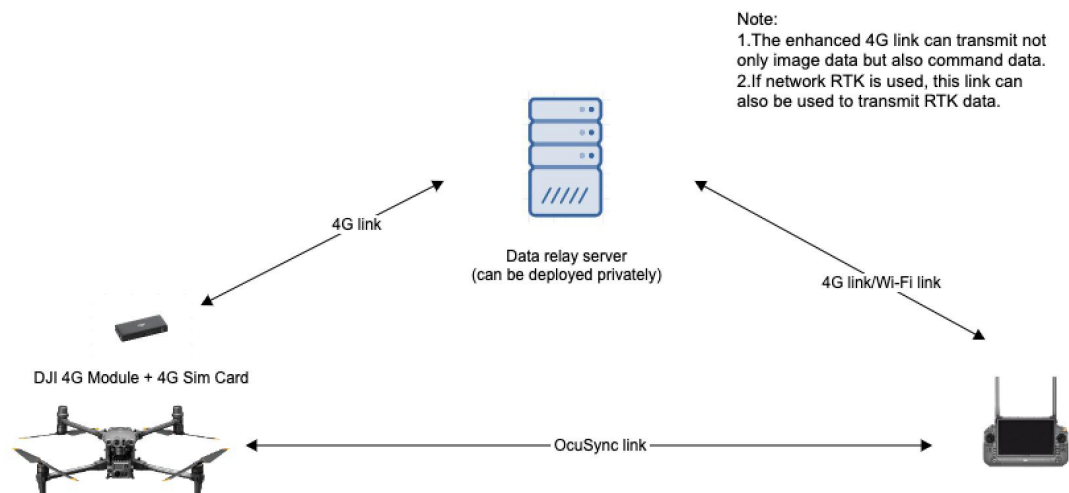 Note:
1.The enhanced 4G link can transmit not
only image data but also command data.
2.If network RTK is used, this link can
also be used to transmit RTK data.
4G link
Data relay server
(can be deployed privately)
4G link/Wi-Fi link
DJI 4G Module + 4G Sim Card
OcuSync link